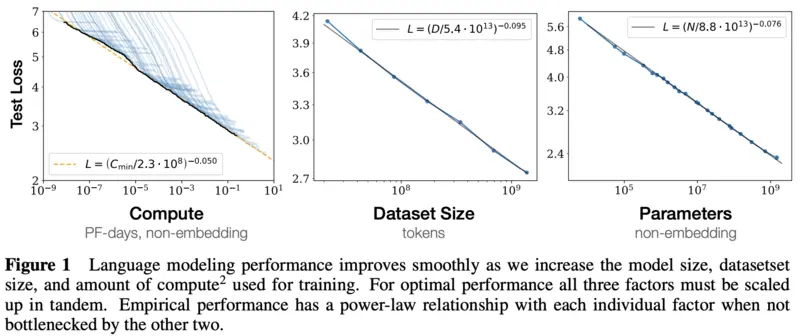 Test Loss
7
6
5
4
3
2
L = (C_min/2.3 · 10⁸)^−0.050
10⁻⁹ 10⁻⁷ 10⁻⁵ 10⁻³ 10⁻¹ 10¹
Compute
PF-days, non-embedding
4.2
3.9
3.6
3.3
3.0
2.7
L = (D/5.4 · 10¹³)^−0.095
10⁸ 10⁹
Dataset Size
tokens
5.6
4.8
4.0
3.2
2.4
L = (N/8.8 · 10¹³)^−0.076
10⁵ 10⁷ 10⁹
Parameters
non-embedding
Figure 1 Language modeling performance improves smoothly as we increase the model size, datasetset
size, and amount of compute² used for training. For optimal performance all three factors must be scaled
up in tandem. Empirical performance has a power-law relationship with each individual factor when not
bottlenecked by the other two.